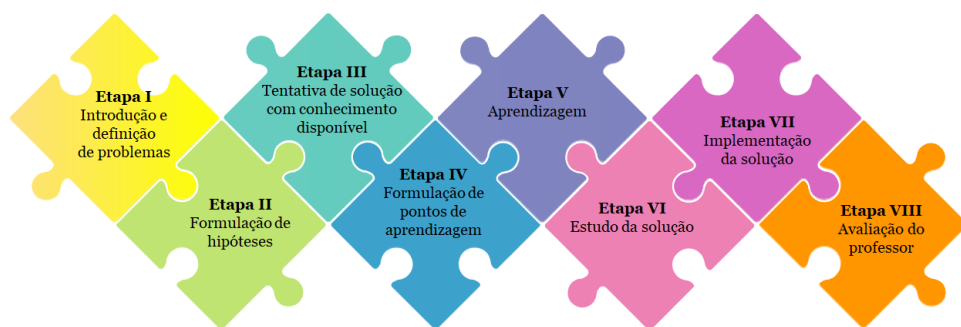 Etapa I
Introdução e
definição
de problemas
Etapa II
Formulação de
hipóteses
Etapa III
Tentativa de solução
com conhecimento
disponível
Etapa IV
Formulação de
pontos de
aprendizagem
Etapa V
Aprendizagem
Etapa VI
Estudo da solução
Etapa VII
Implementação
da solução
Etapa VIII
Avaliação do
professor